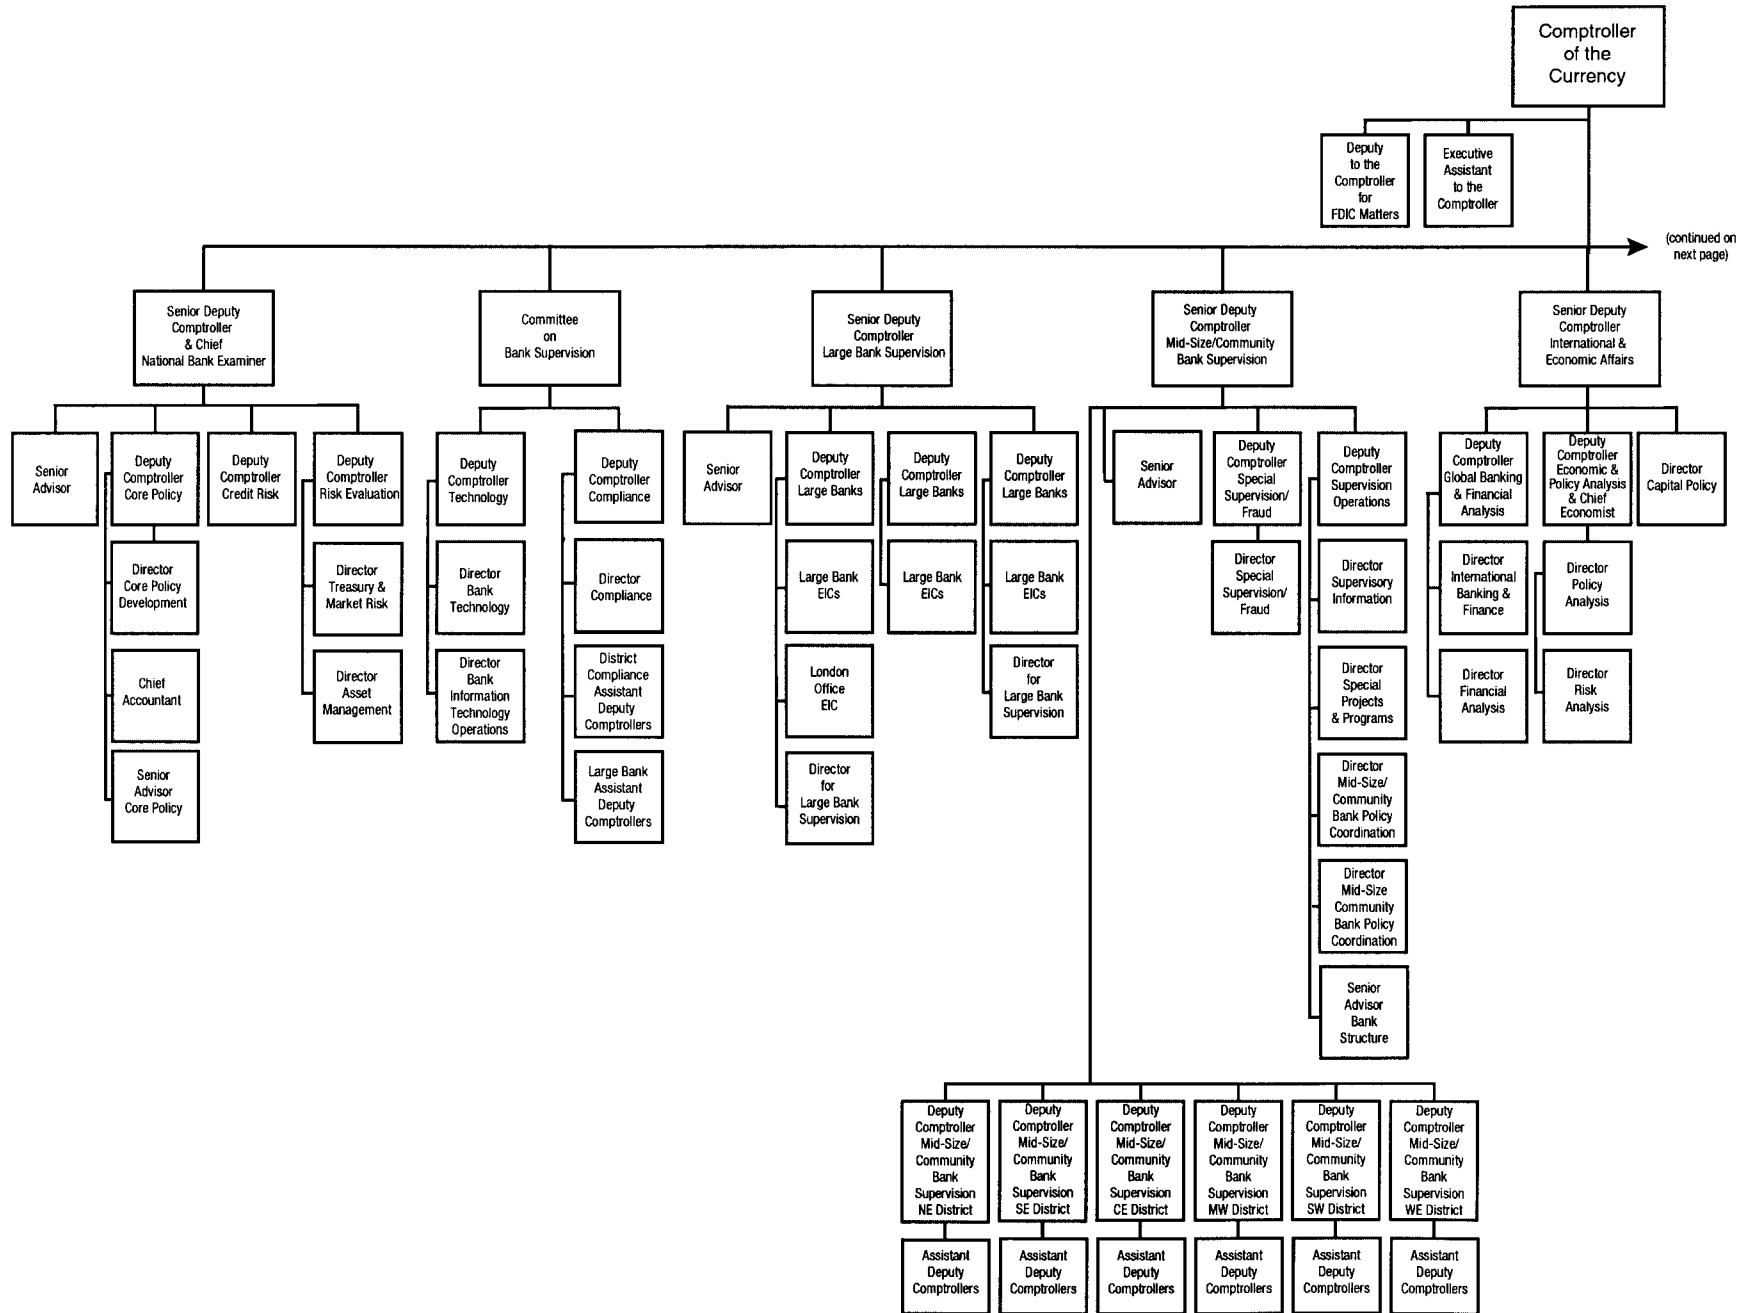 Comptroller
of the
Currency
Deputy
to the
Comptroller
for
FDIC Matters
Executive
Assistant
to the
Comptroller
(continued on
next page)
Senior Deputy
Comptroller
& Chief
National Bank Examiner
Committee
on
Bank Supervision
Senior Deputy
Comptroller
Large Bank Supervision
Senior Deputy
Comptroller
Mid-Size/Community
Bank Supervision
Senior Deputy
Comptroller
International &
Economic Affairs
Senior
Advisor
Deputy
Comptroller
Core Policy
Deputy
Comptroller
Credit Risk
Deputy
Comptroller
Risk Evaluation
Deputy
Comptroller
Technology
Deputy
Comptroller
Compliance
Senior
Advisor
Deputy
Comptroller
Large Banks
Deputy
Comptroller
Large Banks
Deputy
Comptroller
Large Banks
Senior
Advisor
Deputy
Comptroller
Special
Supervision/
Fraud
Deputy
Comptroller
Supervision
Operations
Deputy
Comptroller
Global Banking
& Financial
Analysis
Deputy
Comptroller
Economic &
Policy Analysis
& Chief
Economist
Director
Capital Policy
Director
Core Policy
Development
Director
Treasury &
Market Risk
Director
Bank
Technology
Director
Compliance
Large Bank
EICs
Large Bank
EICs
Large Bank
EICs
Director
Special
Supervision/
Fraud
Director
Supervisory
Information
Director
International
Banking &
Finance
Director
Policy
Analysis
Chief
Accountant
Director
Asset
Management
Director
Bank
Information
Technology
Operations
District
Compliance
Assistant
Deputy
Comptrollers
London
Office
EIC
Director
for
Large Bank
Supervision
Director
Special
Projects
& Programs
Director
Financial
Analysis
Director
Risk
Analysis
Senior
Advisor
Core Policy
Large Bank
Assistant
Deputy
Comptrollers
Director
for
Large Bank
Supervision
Director
Mid-Size/
Community
Bank Policy
Coordination
Director
Mid-Size
Community
Bank Policy
Coordination
Senior
Advisor
Bank
Structure
Deputy
Comptroller
Mid-Size/
Community
Bank
Supervision
NE District
Deputy
Comptroller
Mid-Size/
Community
Bank
Supervision
SE District
Deputy
Comptroller
Mid-Size/
Community
Bank
Supervision
CE District
Deputy
Comptroller
Mid-Size/
Community
Bank
Supervision
MW District
Deputy
Comptroller
Mid-Size/
Community
Bank
Supervision
SW District
Deputy
Comptroller
Mid-Size/
Community
Bank
Supervision
WE District
Assistant
Deputy
Comptrollers
Assistant
Deputy
Comptrollers
Assistant
Deputy
Comptrollers
Assistant
Deputy
Comptrollers
Assistant
Deputy
Comptrollers
Assistant
Deputy
Comptrollers